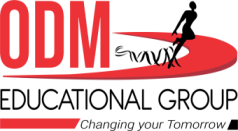 ODM
EDUCATIONAL GROUP
Changing your Tomorrow